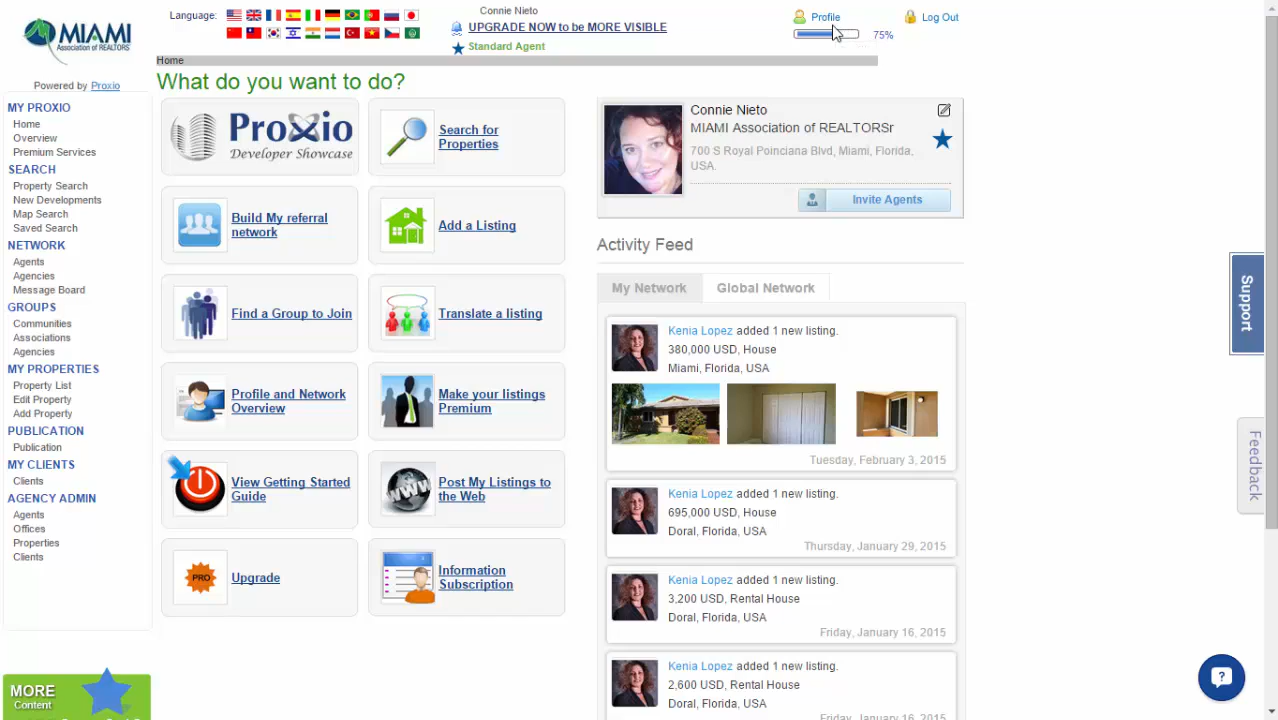 MIAMI
Association of REALTORS
Powered by Proxio
Language:
Connie Nieto
UPGRADE NOW to be MORE VISIBLE
Standard Agent
Profile
75%
Log Out
Home
What do you want to do?
MY PROXIO
Home
Overview
Premium Services
SEARCH
Property Search
New Developments
Map Search
Saved Search
NETWORK
Agents
Agencies
Message Board
GROUPS
Communities
Associations
Agencies
MY PROPERTIES
Property List
Edit Property
Add Property
PUBLICATION
Publication
MY CLIENTS
Clients
AGENCY ADMIN
Agents
Offices
Properties
Clients
MORE
Content
Proxio
Developer Showcase
Search for
Properties
Build My referral
network
Add a Listing
Find a Group to Join
Translate a listing
Profile and Network
Overview
Make your listings
Premium
View Getting Started
Guide
WWW
Post My Listings to
the Web
PRO
Upgrade
Information
Subscription
Connie Nieto
MIAMI Association of REALTORSr
700 S Royal Poinciana Blvd, Miami, Florida,
USA.
Invite Agents
Activity Feed
My Network
Global Network
Kenia Lopez added 1 new listing.
380,000 USD, House
Miami, Florida, USA
Tuesday, February 3, 2015
Kenia Lopez added 1 new listing.
695,000 USD, House
Doral, Florida, USA
Thursday, January 29, 2015
Kenia Lopez added 1 new listing.
3,200 USD, Rental House
Doral, Florida, USA
Friday, January 16, 2015
Kenia Lopez added 1 new listing.
2,600 USD, Rental House
Doral, Florida, USA
Friday, January 16, 2015
Support
Feedback